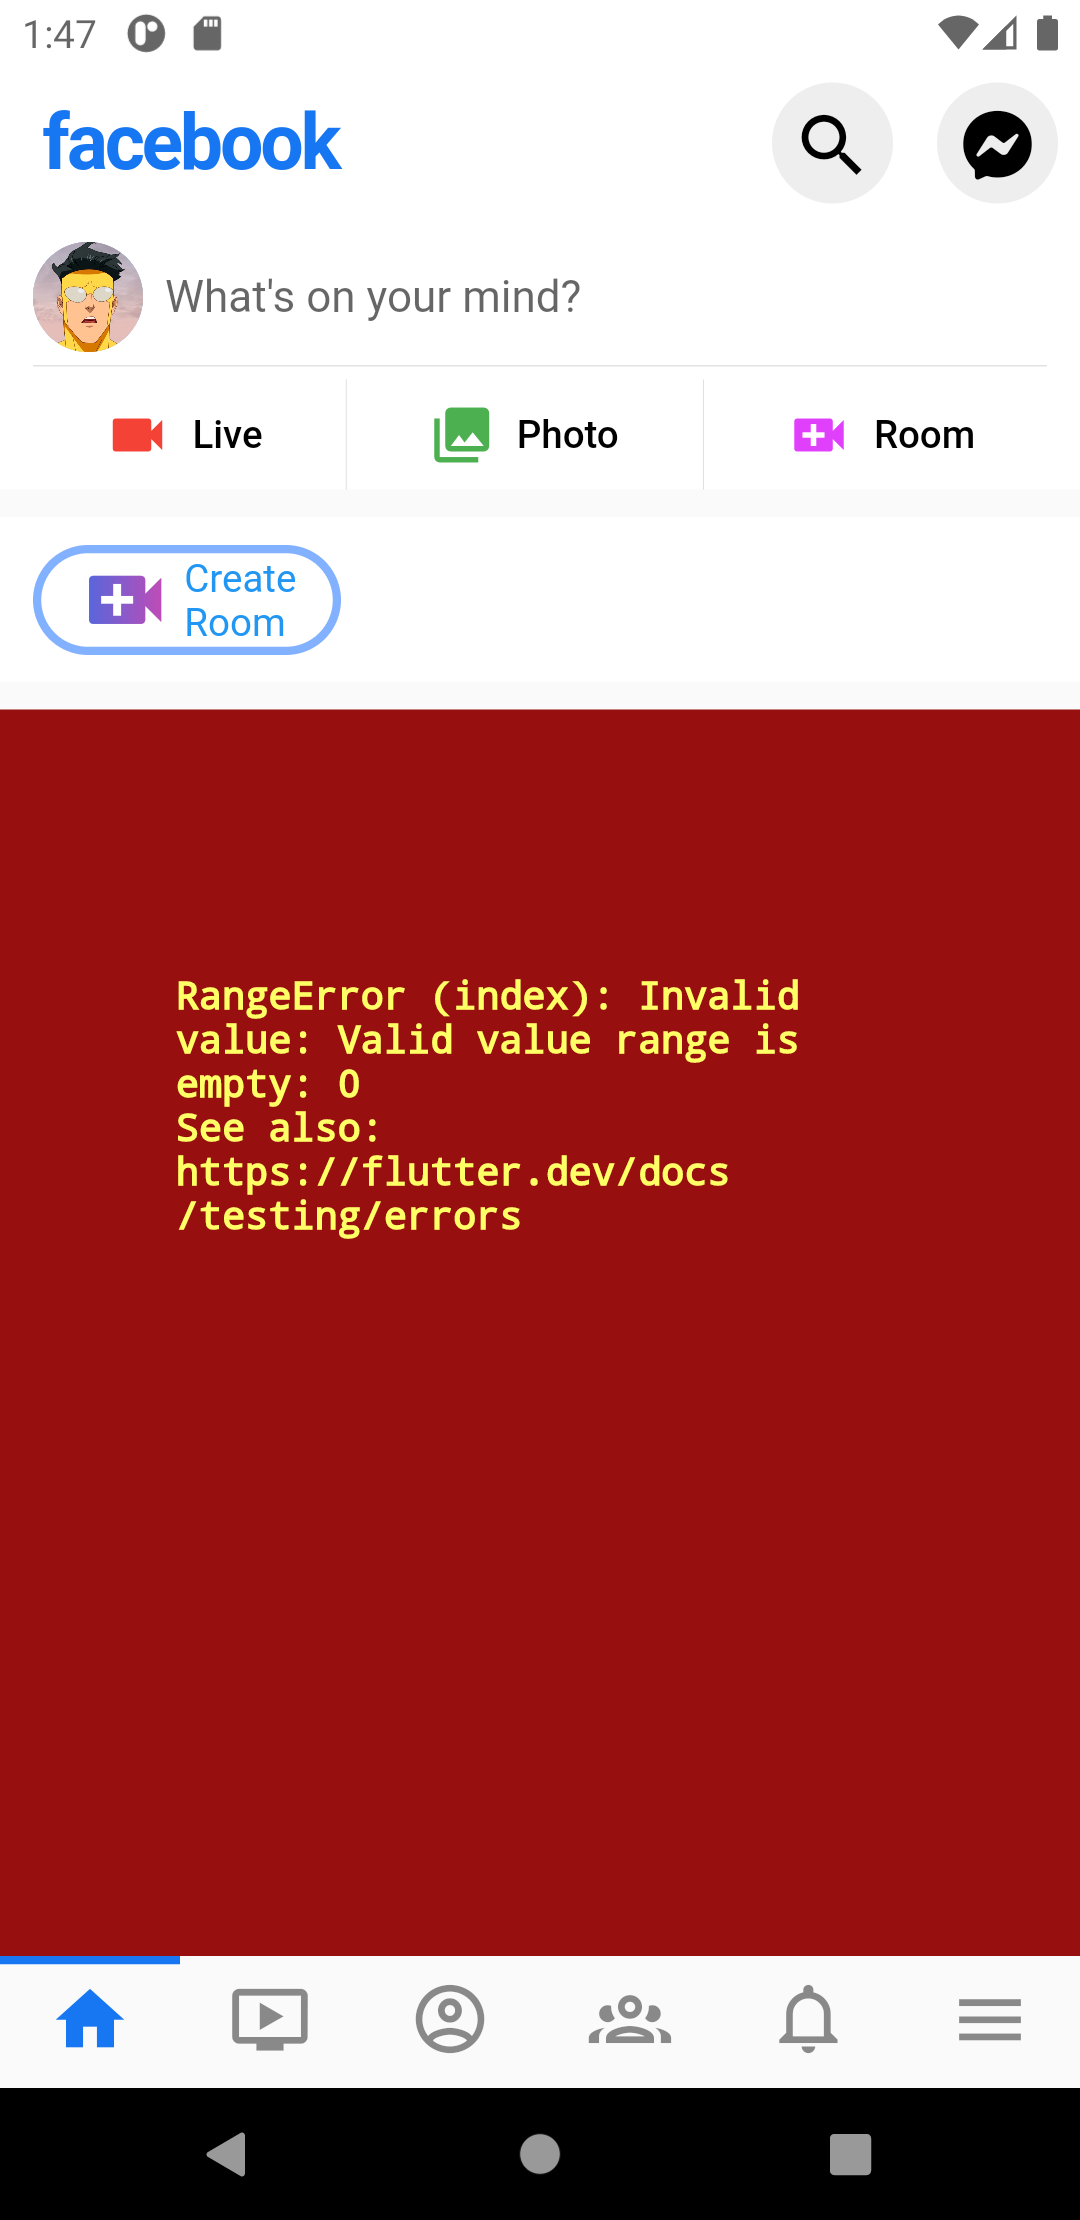 1:47
facebook
What's on your mind?
Live
Photo
Room
Create
Room
RangeError (index): Invalid
value: Valid value range is
empty: 0
See also:
https://flutter.dev/docs
/testing/errors